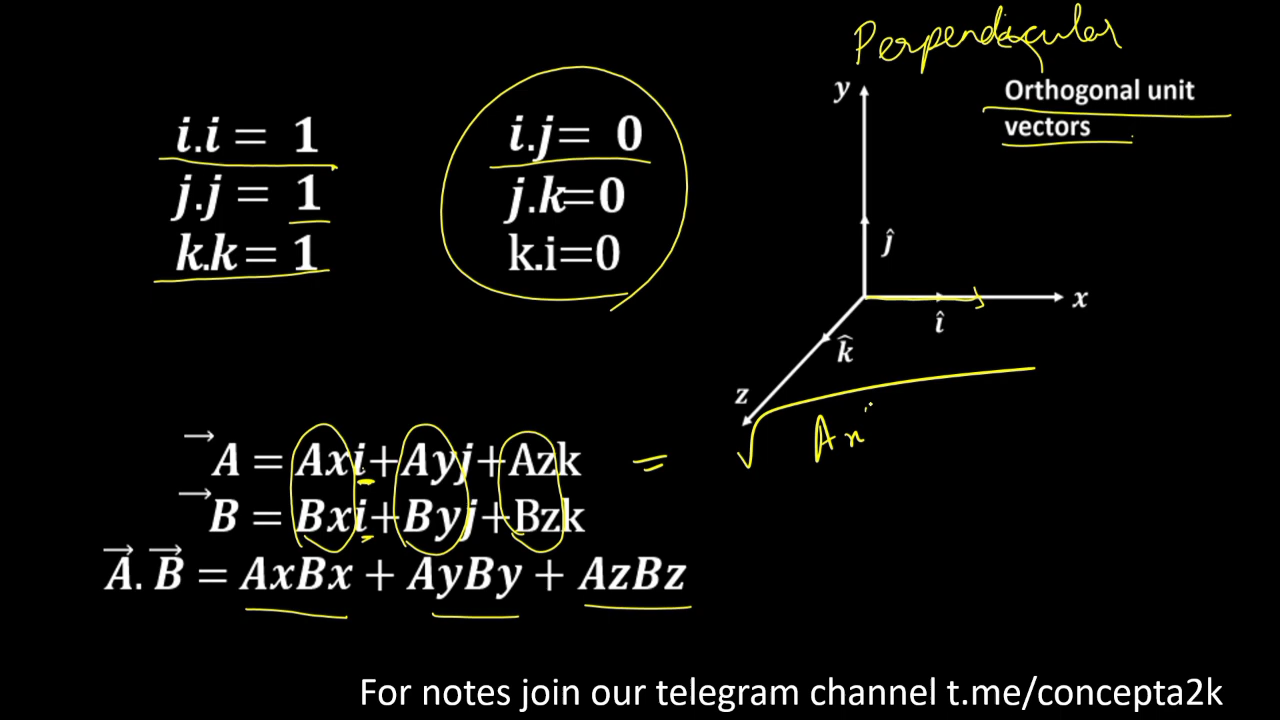 Perpendicular
Orthogonal unit
vectors
i.i = 1
j.j = 1
k.k = 1
i.j= 0
j.k=0
k.i=0
y
ĵ
x
î
k̂
z
→A = Axi+Ayj+Azk
= √Ax
→B = Bxi+Byj+Bzk
A⃗. B⃗ = AxBx + AyBy + AzBz
For notes join our telegram channel t.me/concepta2k